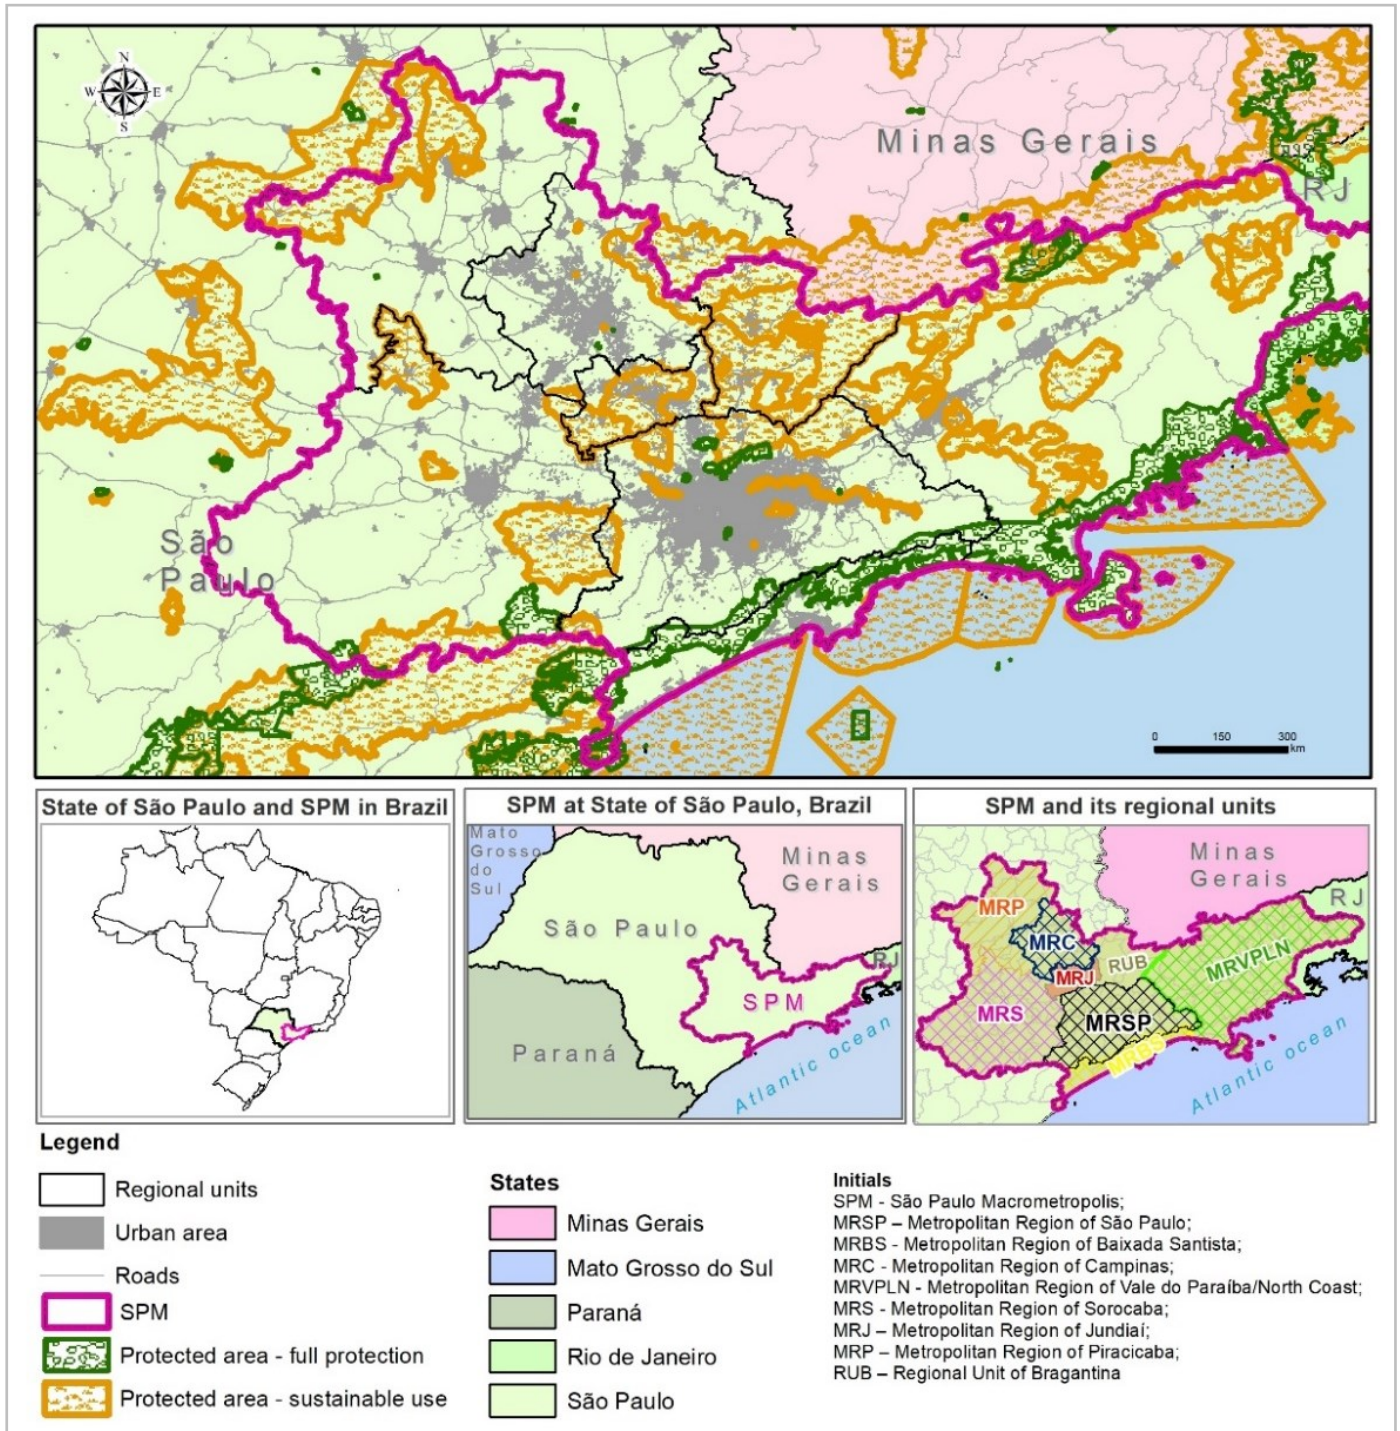 N
W E
S
Minas Gerais
RJ
São
Paulo
0 150 300
km
State of São Paulo and SPM in Brazil
SPM at State of São Paulo, Brazil
Mato
Grosso
do
Sul
Minas
Gerais
São Paulo
RJ
SPM
Paraná
Atlantic ocean
SPM and its regional units
Minas
Gerais
RJ
MRP
MRC
RUB
MRVPLN
MRJ
MRS
MRSP
MRBS
Atlantic ocean
Legend
Regional units
Urban area
Roads
SPM
Protected area - full protection
Protected area - sustainable use
States
Minas Gerais
Mato Grosso do Sul
Paraná
Rio de Janeiro
São Paulo
Initials
SPM - São Paulo Macrometropolis;
MRSP – Metropolitan Region of São Paulo;
MRBS - Metropolitan Region of Baixada Santista;
MRC - Metropolitan Region of Campinas;
MRVPLN - Metropolitan Region of Vale do Paraíba/North Coast;
MRS - Metropolitan Region of Sorocaba;
MRJ – Metropolitan Region of Jundiaí;
MRP – Metropolitan Region of Piracicaba;
RUB – Regional Unit of Bragantina